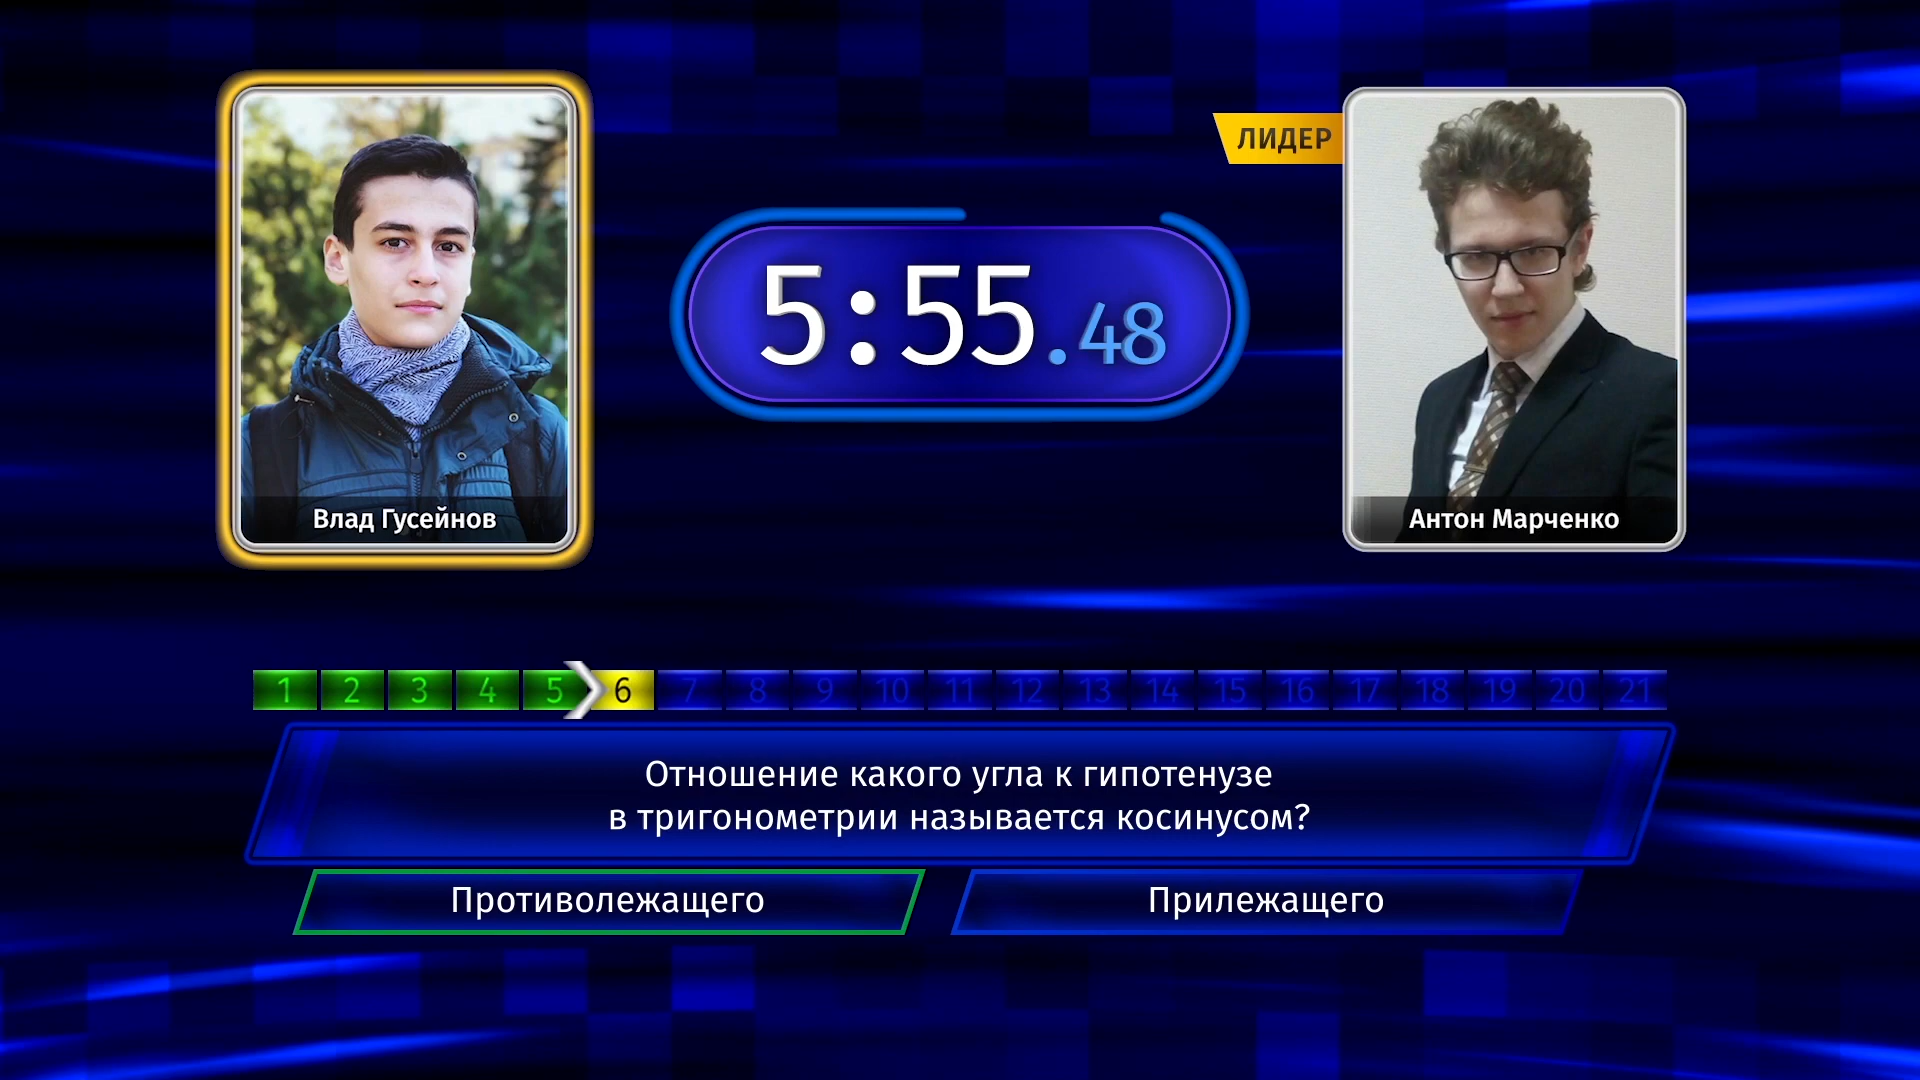 ЛИДЕР
5:55.48
Влад Гусейнов
Антон Марченко
1 2 3 4 5 6 7 8 9 10 11 12 13 14 15 16 17 18 19 20 21
Отношение какого угла к гипотенузе
в тригонометрии называется косинусом?
Противолежащего
Прилежащего